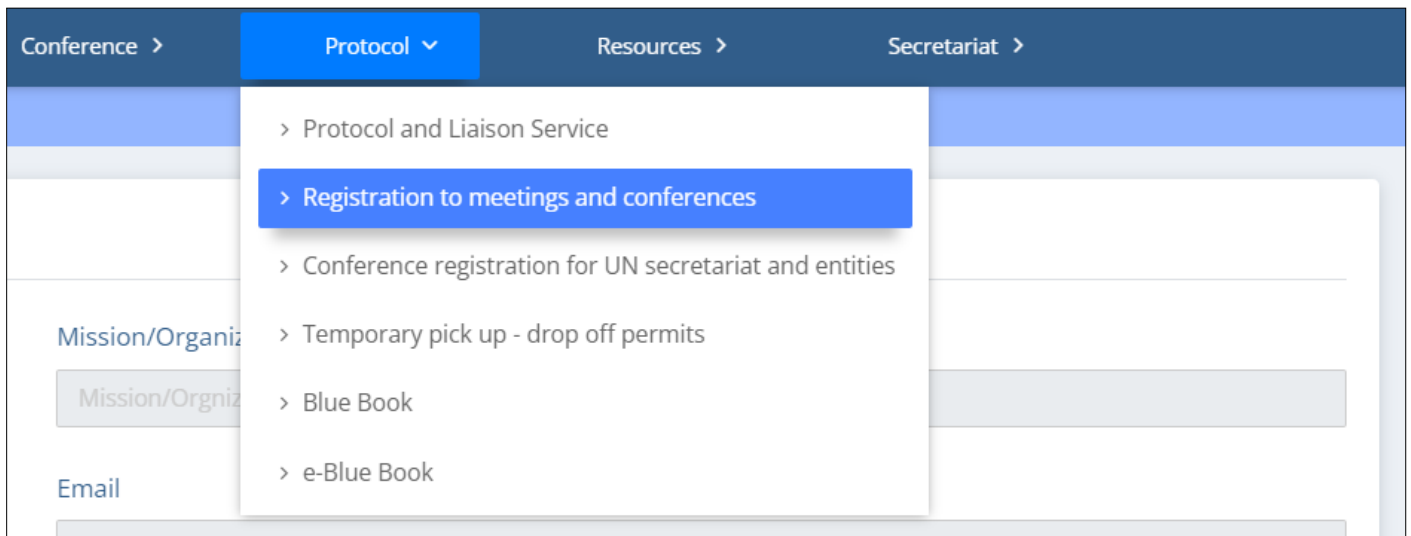 Conference > Protocol Resources > Secretariat >
> Protocol and Liaison Service
> Registration to meetings and conferences
> Conference registration for UN secretariat and entities
Mission/Organiz
> Temporary pick up - drop off permits
Mission/Orgniz
> Blue Book
> e-Blue Book
Email